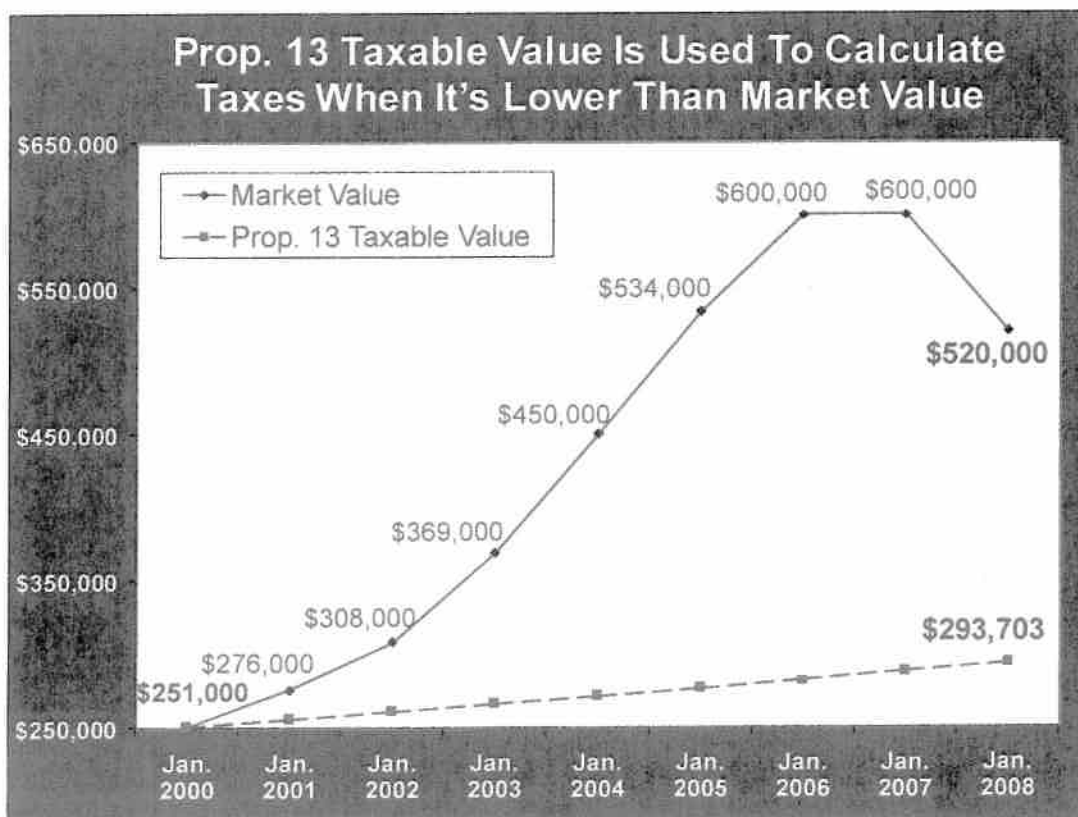 Prop. 13 Taxable Value Is Used To Calculate
Taxes When It's Lower Than Market Value
$650.000
Market Value
Prop. 13 Taxable Value
$600,000
$600,000
$550.000
$534,000
$520,000
$450,000
$450.000
$369,000
$350,000
$308,000
$293,703
$276,000
$251,000
$250,000
Jan.
2000
Jan.
2001
Jan.
2002
Jan.
2003
Jan.
2004
Jan.
2005
Jan.
2006
Jan.
2007
Jan.
2008